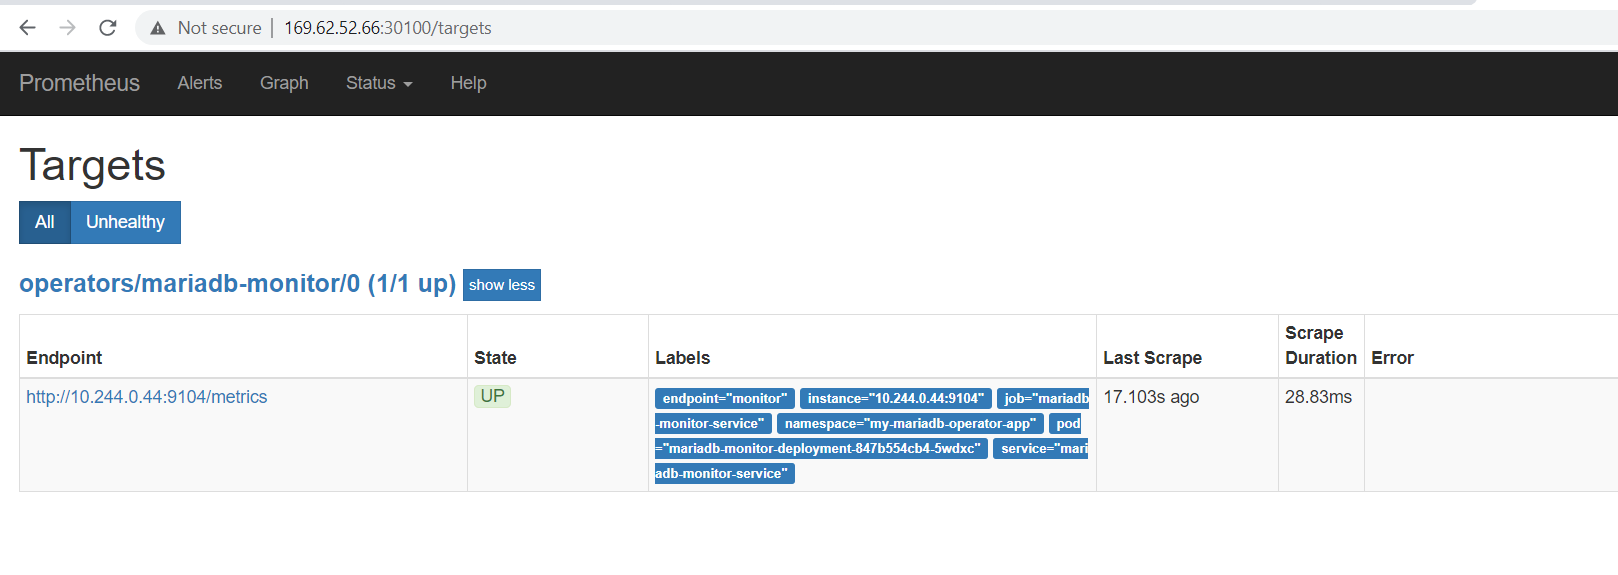 Not secure | 169.62.52.66:30100/targets
Prometheus Alerts Graph Status Help
Targets
All Unhealthy
operators/mariadb-monitor/0 (1/1 up) show less
Endpoint State Labels Last Scrape Scrape Duration Error
http://10.244.0.44:9104/metrics UP endpoint="monitor" instance="10.244.0.44:9104" job="mariadb 17.103s ago 28.83ms
-monitor-service" namespace="my-mariadb-operator-app" pod
="mariadb-monitor-deployment-847b554cb4-5wdxc" service="mari
adb-monitor-service"